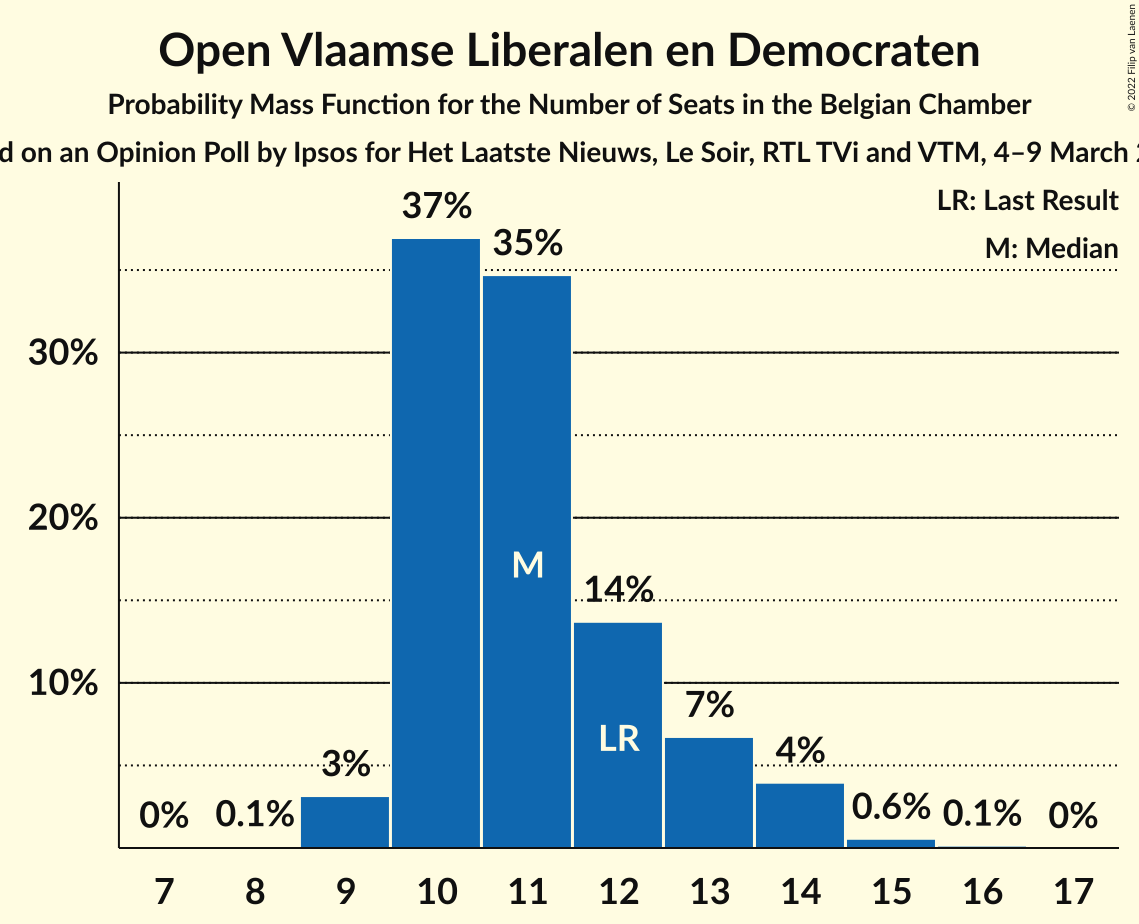 Open Vlaamse Liberalen en Democraten
Probability Mass Function for the Number of Seats in the Belgian Chamber
on an Opinion Poll by Ipsos for Het Laatste Nieuws, Le Soir, RTL TVi and VTM, 4–9 March
© 2022 Filip van Laenen
LR: Last Result
M: Median
37%
35%
30%
20%
M
14%
10%
7%
LR
4%
3%
0%
0.1%
0.6%
0.1%
0%
7 8 9 10 11 12 13 14 15 16 17